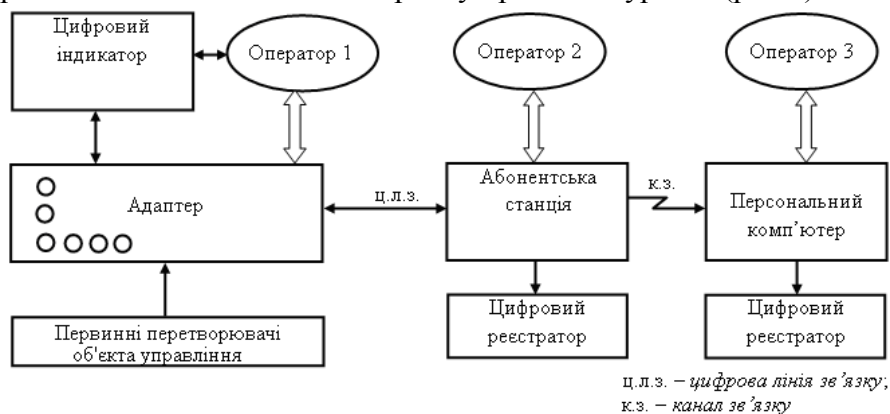 Цифровий
індикатор
Оператор 1
Оператор 2
Оператор 3
Адаптер
ц.л.з.
Абонентська
станція
к.з.
Персональний
комп’ютер
Первинні перетворювачі
об'єкта управління
Цифровий
реєстратор
Цифровий
реєстратор
ц.л.з. – цифрова лінія зв’язку;
к.з. – канал зв’язку